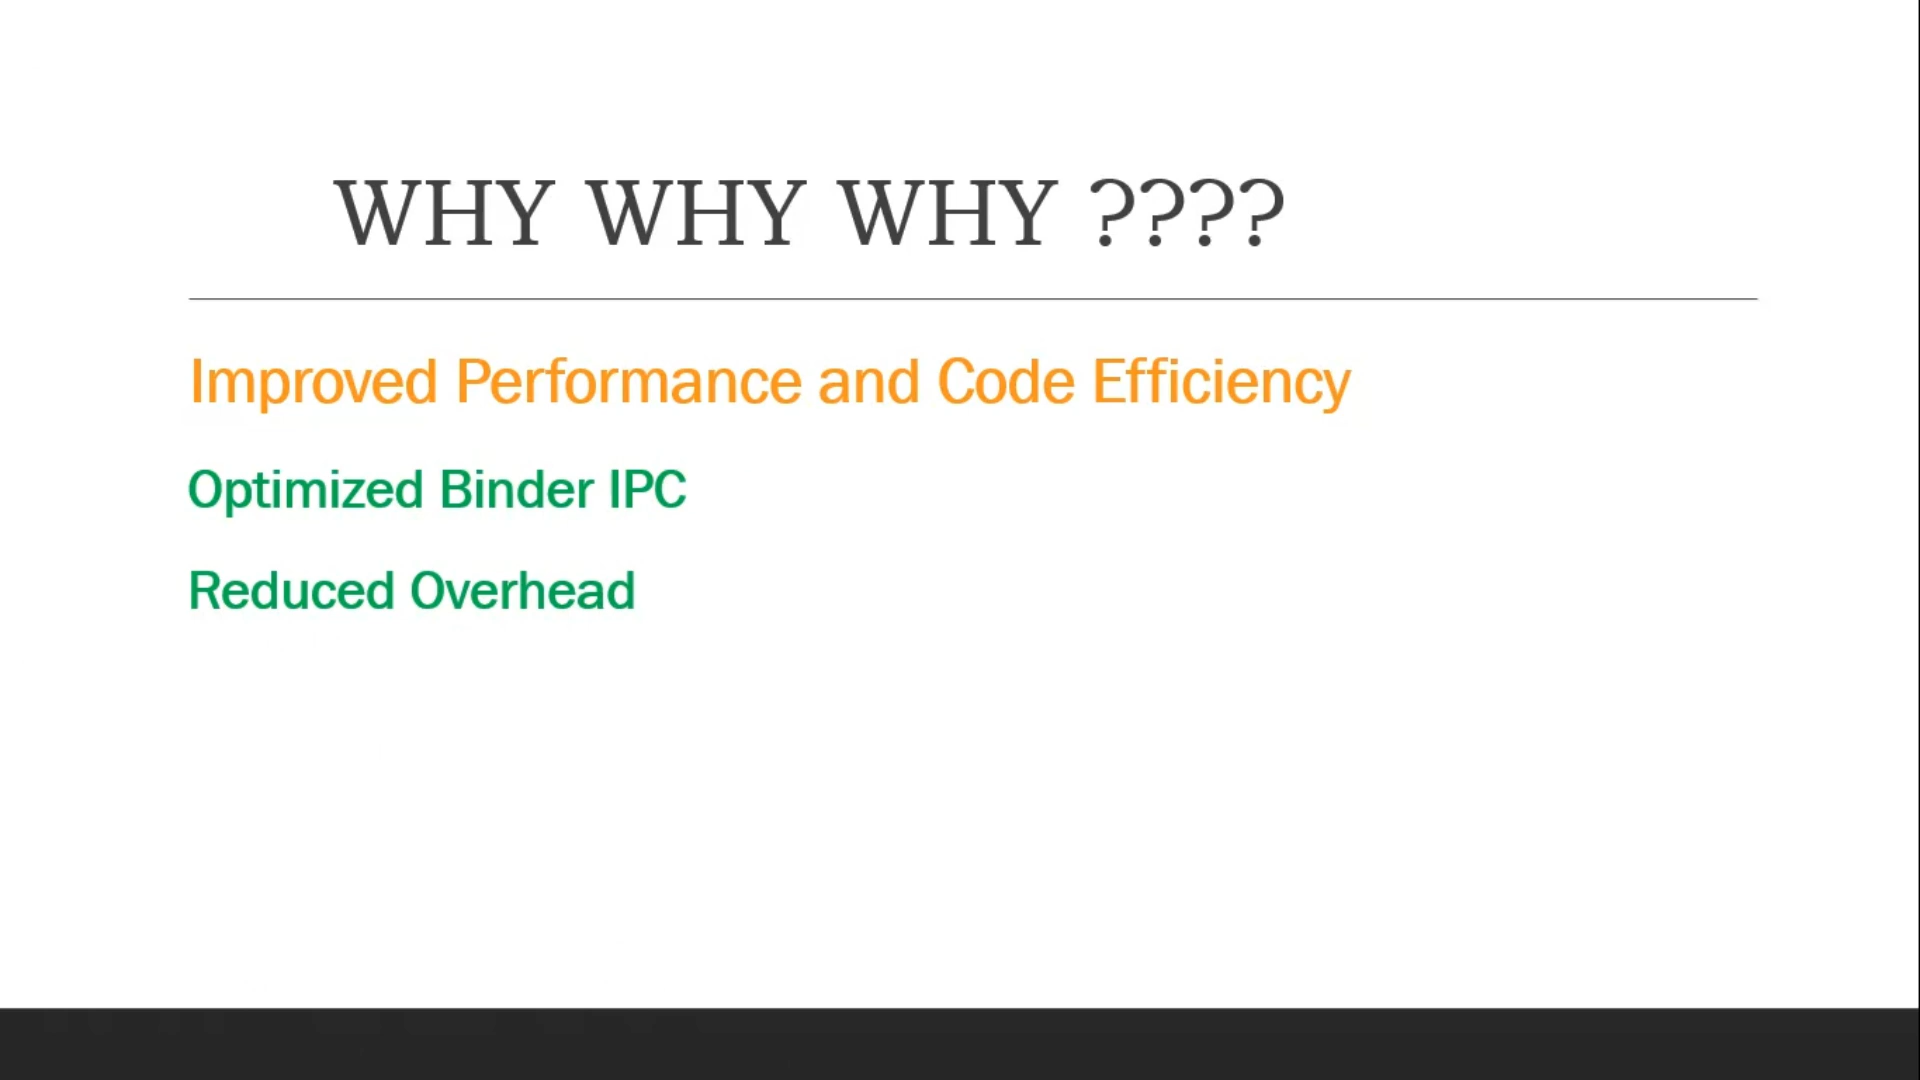 WHY WHY WHY ????
Improved Performance and Code Efficiency
Optimized Binder IPC
Reduced Overhead